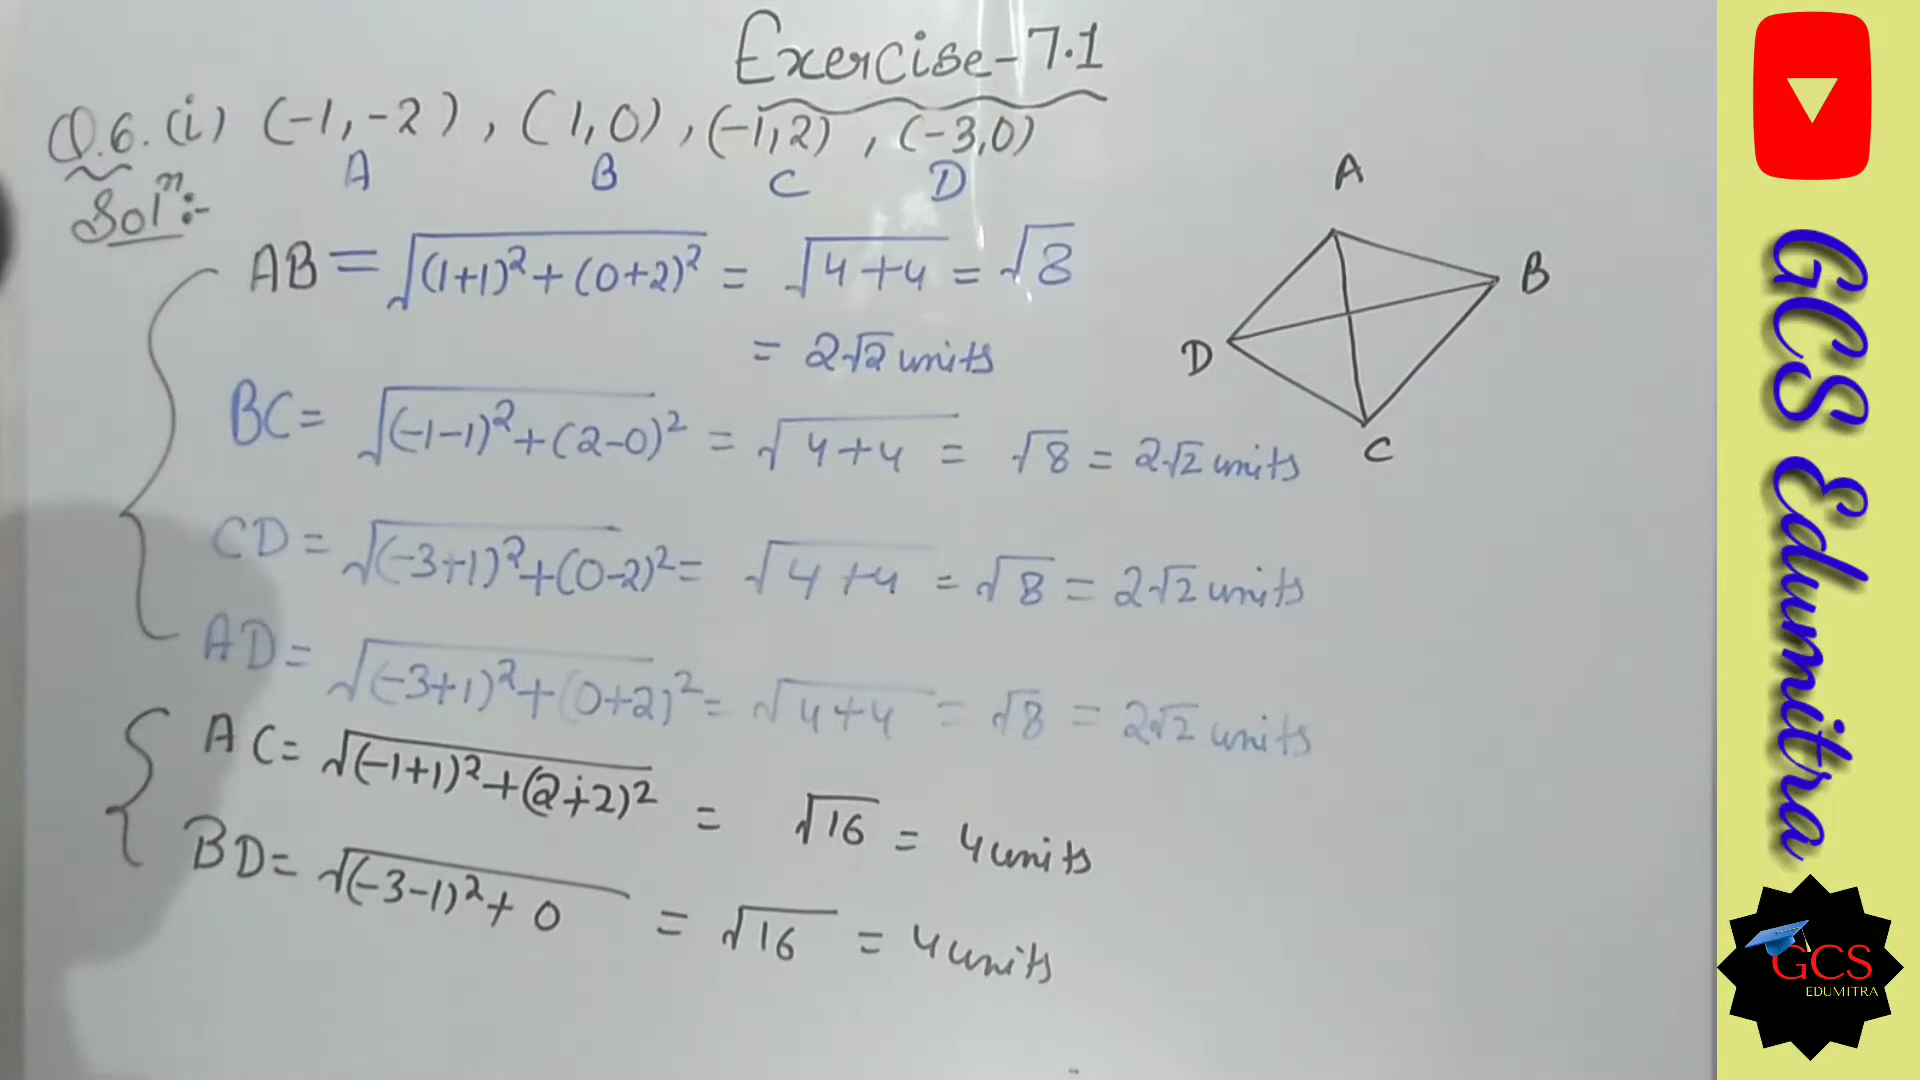 Exercise-7.1
Q.6.(i) (-1,-2), (1,0), (-1,2), (-3,0)
A B C D
Solⁿ:-
AB = √(1+1)²+(0+2)² = √4+4 = √8
= 2√2 units
BC = √(-1-1)²+(2-0)² = √4+4 = √8 = 2√2 units
CD = √(-3+1)²+(0-2)² = √4+4 = √8 = 2√2 units
AD = √(-3+1)²+(0+2)² = √4+4 = √8 = 2√2 units
AC = √(-1+1)²+(2+2)² = √16 = 4 units
BD = √(-3-1)²+0 = √16 = 4 units
A
B
D
C
GCS Edumitra
GCS
EDUMITRA